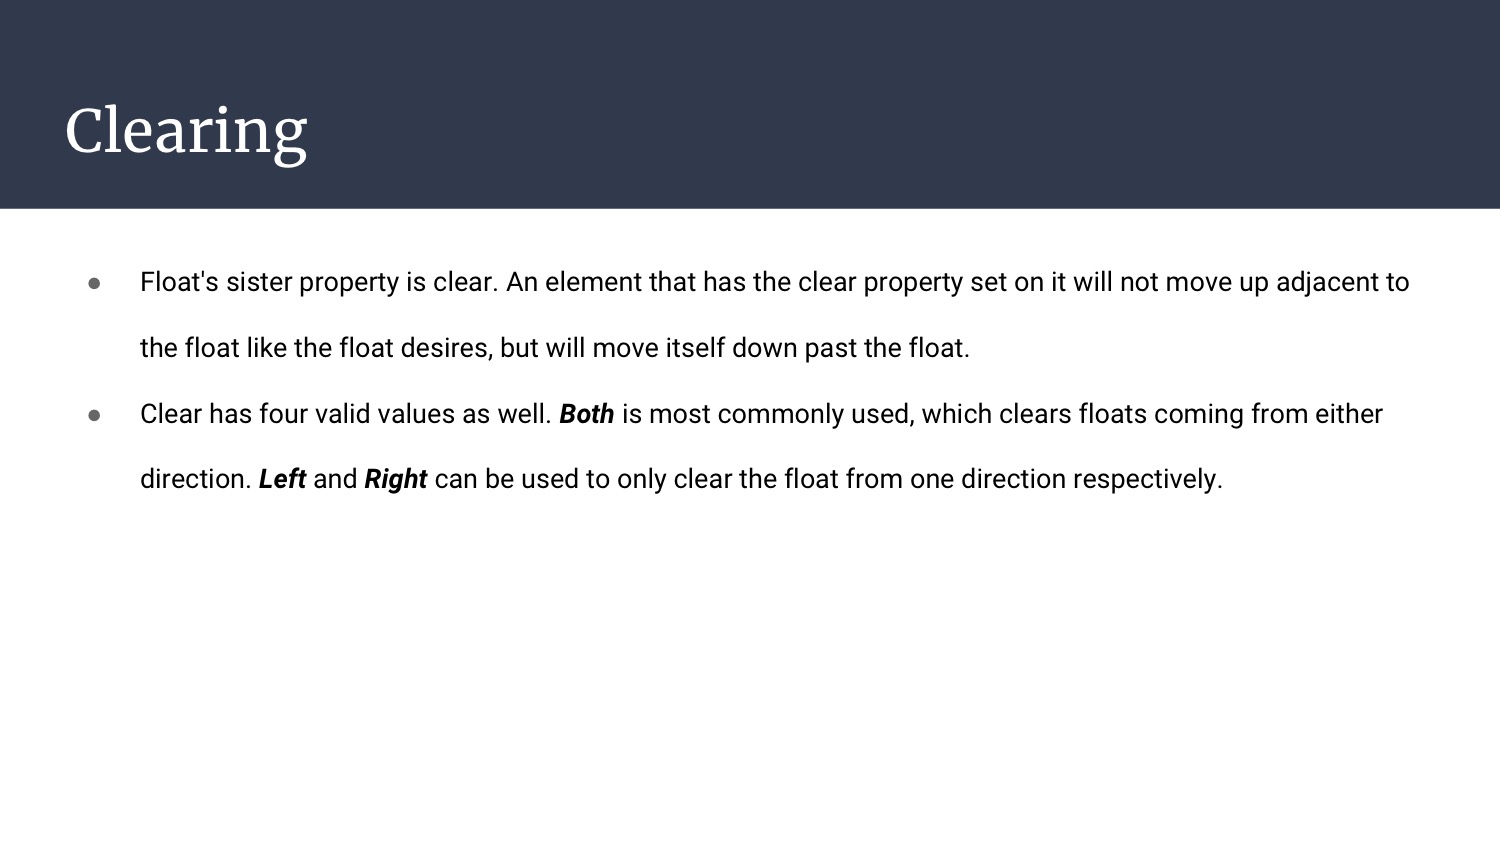 Clearing
● Float's sister property is clear. An element that has the clear property set on it will not move up adjacent to
the float like the float desires, but will move itself down past the float.
● Clear has four valid values as well. Both is most commonly used, which clears floats coming from either
direction. Left and Right can be used to only clear the float from one direction respectively.